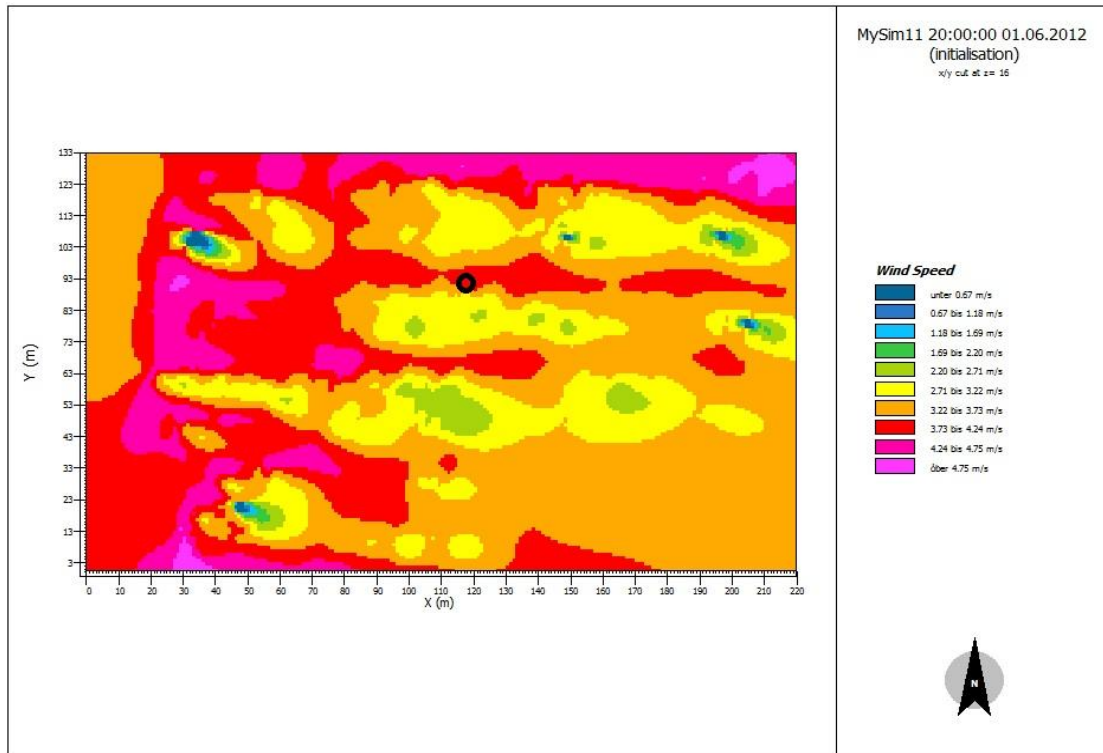 MySim11 20:00:00 01.06.2012
(initialisation)
x/y cut at z= 16
133
123
113
103
93
83
73
63
53
43
33
23
13
3
Y (m)
0 10 20 30 40 50 60 70 80 90 100 110 120 130 140 150 160 170 180 190 200 210 220
X (m)
Wind Speed
unter 0.67 m/s
0.67 bis 1.18 m/s
1.18 bis 1.69 m/s
1.69 bis 2.20 m/s
2.20 bis 2.71 m/s
2.71 bis 3.22 m/s
3.22 bis 3.73 m/s
3.73 bis 4.24 m/s
4.24 bis 4.75 m/s
õber 4.75 m/s
N